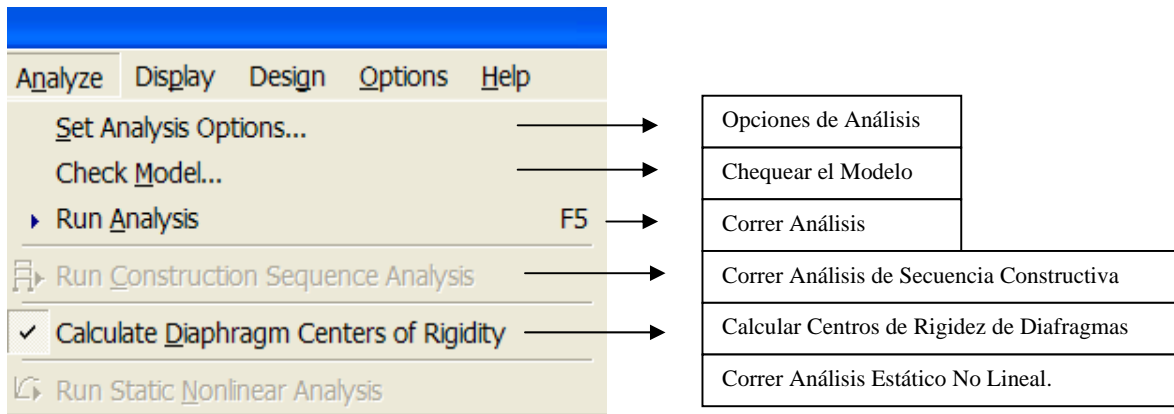 Analyze Display Design Options Help
Set Analysis Options... Opciones de Análisis
Check Model... Chequear el Modelo
Run Analysis F5 Correr Análisis
Run Construction Sequence Analysis Correr Análisis de Secuencia Constructiva
Calculate Diaphragm Centers of Rigidity Calcular Centros de Rigidez de Diafragmas
Run Static Nonlinear Analysis Correr Análisis Estático No Lineal.